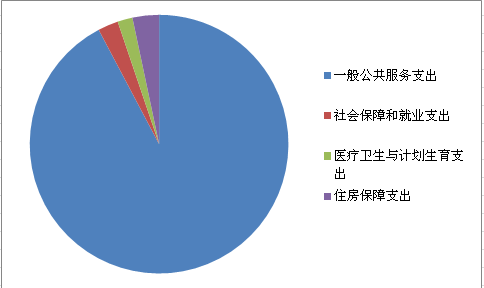 一般公共服务支出
社会保障和就业支出
医疗卫生与计划生育支
出
住房保障支出